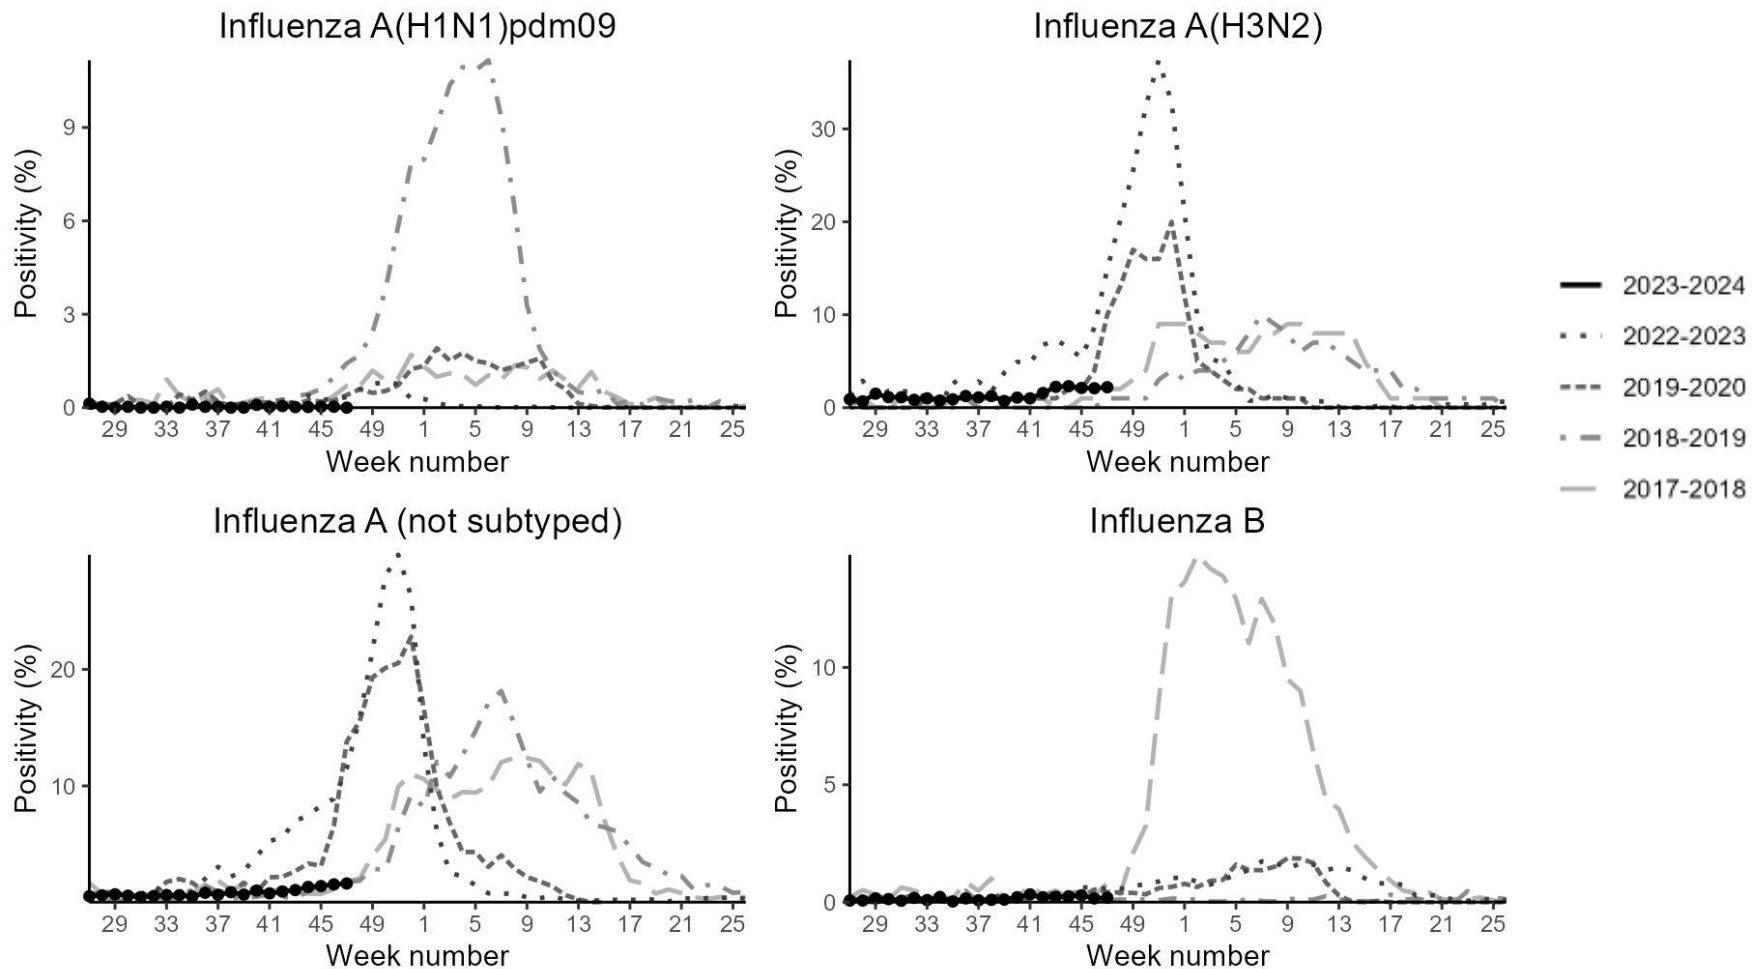 Influenza A(H1N1)pdm09
Positivity (%)
9
6
3
0
29 33 37 41 45 49 1 5 9 13 17 21 25
Week number
Influenza A(H3N2)
Positivity (%)
30
20
10
0
29 33 37 41 45 49 1 5 9 13 17 21 25
Week number
2023-2024
2022-2023
2019-2020
2018-2019
2017-2018
Influenza A (not subtyped)
Positivity (%)
20
10
29 33 37 41 45 49 1 5 9 13 17 21 25
Week number
Influenza B
Positivity (%)
10
5
0
29 33 37 41 45 49 1 5 9 13 17 21 25
Week number